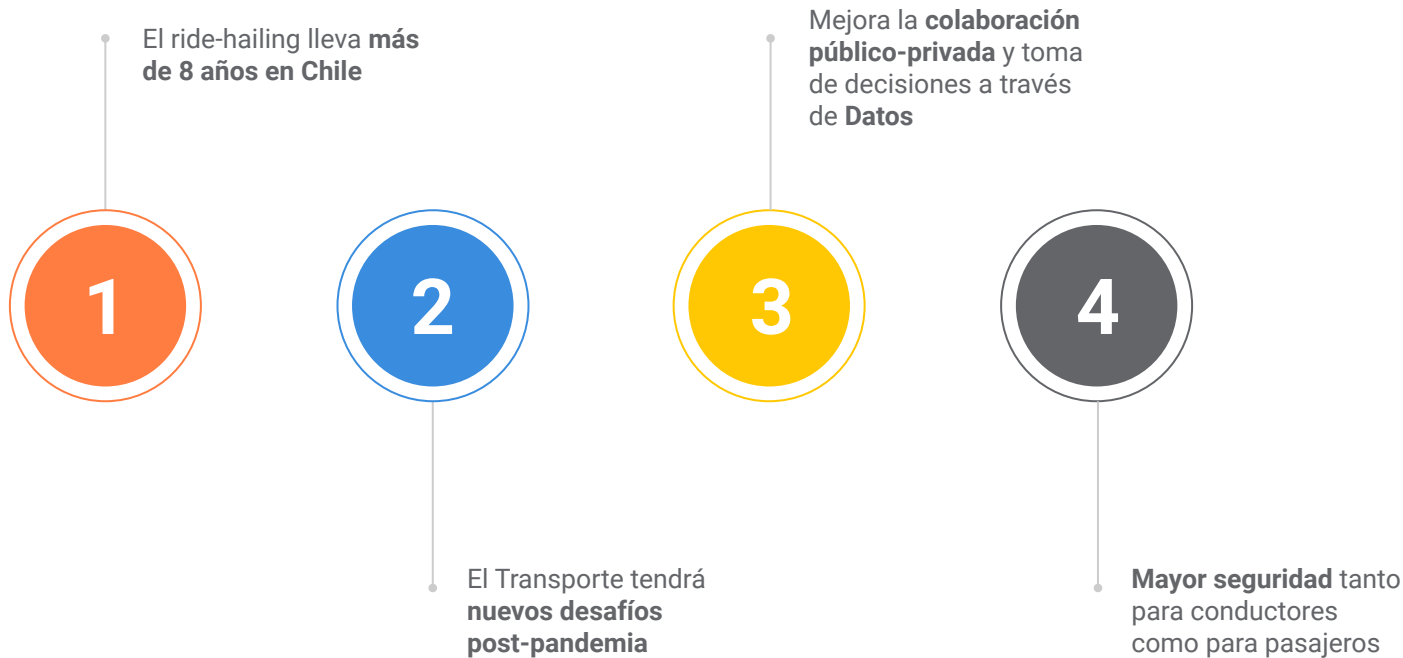 El ride-hailing lleva más
de 8 años en Chile
Mejora la colaboración
público-privada y toma
de decisiones a través
de Datos
1
2
3
4
El Transporte tendrá
nuevos desafíos
post-pandemia
Mayor seguridad tanto
para conductores
como para pasajeros